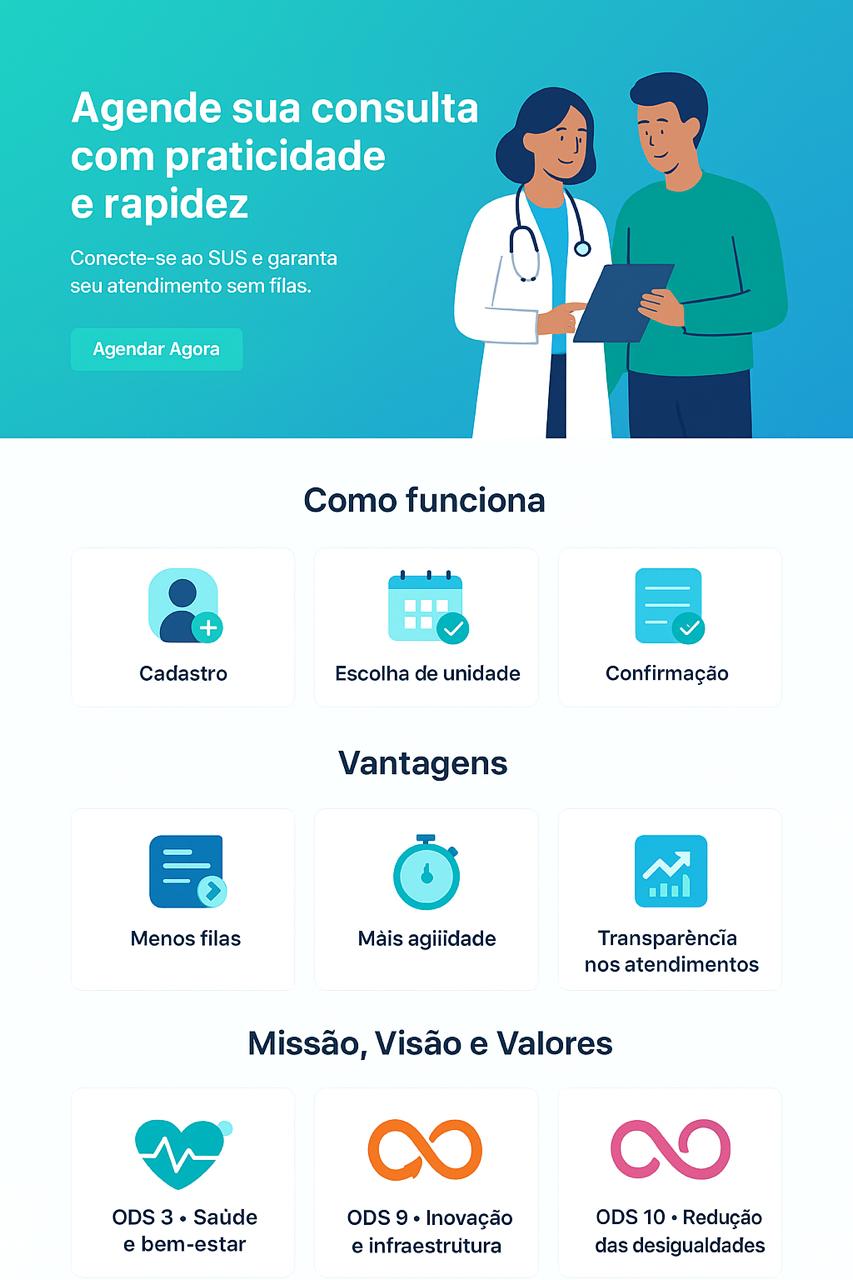 Agende sua consulta
com praticidade
e rapidez
Conecte-se ao SUS e garanta
seu atendimento sem filas.
Agendar Agora
Como funciona
Cadastro
Escolha de unidade
Confirmação
Vantagens
Menos filas
Màis agiiidade
Transparèncĩa
nos atendimentos
Missão, Visão e Valores
ODS 3 • Saùde
e bem-estar
ODS 9 • Inovação
e infraestrutura
ODS 10 • Redução
das desigualdades